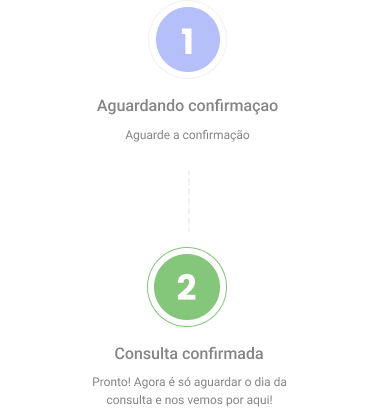 1
Aguardando confirmaçao
Aguarde a confirmação
2
Consulta confirmada
Pronto! Agora é só aguardar o dia da
consulta e nos vemos por aqui!